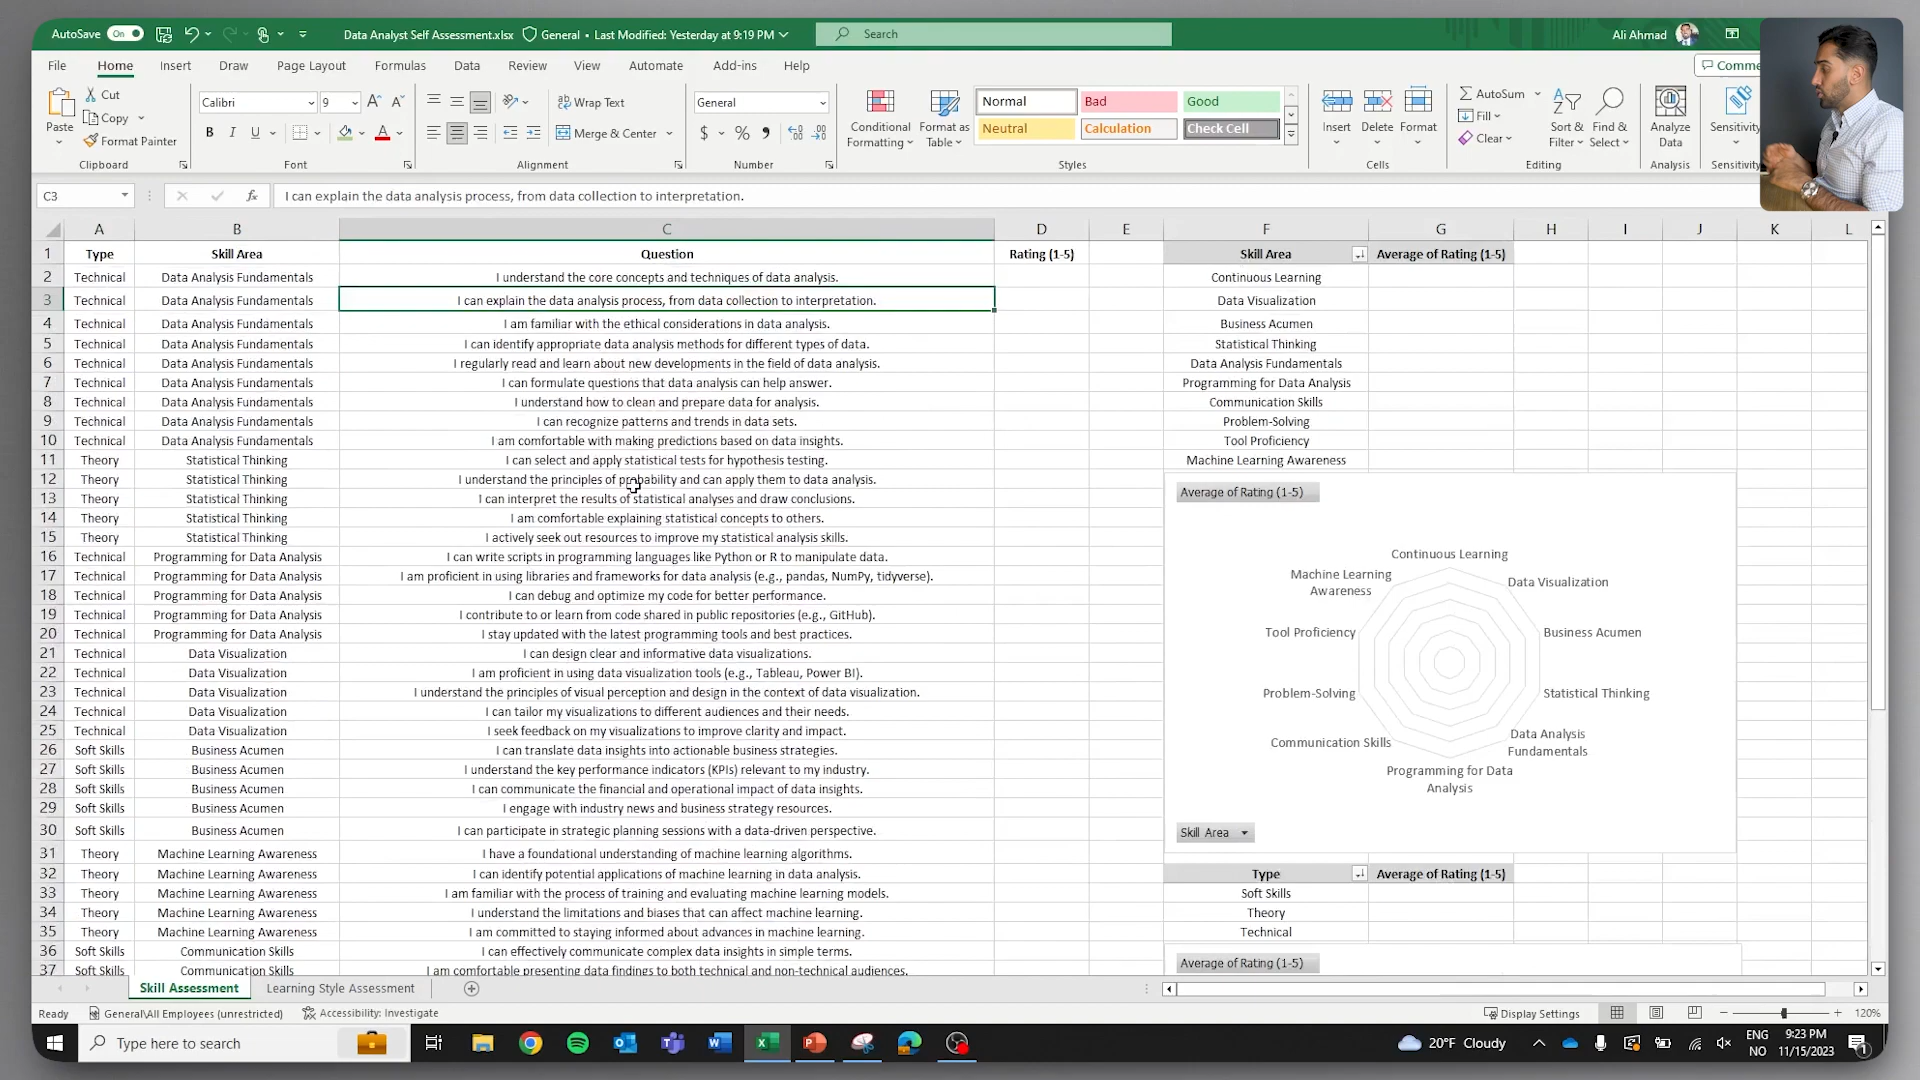 AutoSave On Data Analyst Self Assessment.xlsx General • Last Modified: Yesterday at 9:19 PM Search Ali Ahmad
File Home Insert Draw Page Layout Formulas Data Review View Automate Add-ins Help Comme
Paste Cut Copy Format Painter Clipboard
Calibri 9 B I U Font
Wrap Text Merge & Center Alignment
General $ % Number
Conditional Formatting Format as Table Normal Bad Good Neutral Calculation Check Cell Styles
Insert Delete Format Cells
AutoSum Fill Clear Sort & Filter Find & Select Editing
Analyze Data Analysis Sensitivity Sensitiv
C3 fx I can explain the data analysis process, from data collection to interpretation.
A B C D E F G H I J K L
1 Type Skill Area Question Rating (1-5) Skill Area Average of Rating (1-5)
2 Technical Data Analysis Fundamentals I understand the core concepts and techniques of data analysis. Continuous Learning
3 Technical Data Analysis Fundamentals I can explain the data analysis process, from data collection to interpretation. Data Visualization
4 Technical Data Analysis Fundamentals I am familiar with the ethical considerations in data analysis. Business Acumen
5 Technical Data Analysis Fundamentals I can identify appropriate data analysis methods for different types of data. Statistical Thinking
6 Technical Data Analysis Fundamentals I regularly read and learn about new developments in the field of data analysis. Data Analysis Fundamentals
7 Technical Data Analysis Fundamentals I can formulate questions that data analysis can help answer. Programming for Data Analysis
8 Technical Data Analysis Fundamentals I understand how to clean and prepare data for analysis. Communication Skills
9 Technical Data Analysis Fundamentals I can recognize patterns and trends in data sets. Problem-Solving
10 Technical Data Analysis Fundamentals I am comfortable with making predictions based on data insights. Tool Proficiency
11 Theory Statistical Thinking I can select and apply statistical tests for hypothesis testing. Machine Learning Awareness
12 Theory Statistical Thinking I understand the principles of probability and can apply them to data analysis.
13 Theory Statistical Thinking I can interpret the results of statistical analyses and draw conclusions.
14 Theory Statistical Thinking I am comfortable explaining statistical concepts to others.
15 Theory Statistical Thinking I actively seek out resources to improve my statistical analysis skills.
16 Technical Programming for Data Analysis I can write scripts in programming languages like Python or R to manipulate data.
17 Technical Programming for Data Analysis I am proficient in using libraries and frameworks for data analysis (e.g., pandas, NumPy, tidyverse).
18 Technical Programming for Data Analysis I can debug and optimize my code for better performance.
19 Technical Programming for Data Analysis I contribute to or learn from code shared in public repositories (e.g., GitHub).
20 Technical Programming for Data Analysis I stay updated with the latest programming tools and best practices.
21 Technical Data Visualization I can design clear and informative data visualizations.
22 Technical Data Visualization I am proficient in using data visualization tools (e.g., Tableau, Power BI).
23 Technical Data Visualization I understand the principles of visual perception and design in the context of data visualization.
24 Technical Data Visualization I can tailor my visualizations to different audiences and their needs.
25 Technical Data Visualization I seek feedback on my visualizations to improve clarity and impact.
26 Soft Skills Business Acumen I can translate data insights into actionable business strategies.
27 Soft Skills Business Acumen I understand the key performance indicators (KPIs) relevant to my industry.
28 Soft Skills Business Acumen I can communicate the financial and operational impact of data insights.
29 Soft Skills Business Acumen I engage with industry news and business strategy resources.
30 Soft Skills Business Acumen I can participate in strategic planning sessions with a data-driven perspective.
31 Theory Machine Learning Awareness I have a foundational understanding of machine learning algorithms.
32 Theory Machine Learning Awareness I can identify potential applications of machine learning in data analysis.
33 Theory Machine Learning Awareness I am familiar with the process of training and evaluating machine learning models.
34 Theory Machine Learning Awareness I understand the limitations and biases that can affect machine learning.
35 Theory Machine Learning Awareness I am committed to staying informed about advances in machine learning.
36 Soft Skills Communication Skills I can effectively communicate complex data insights in simple terms.
37 Soft Skills Communication Skills I am comfortable presenting data findings to both technical and non-technical audiences.
Average of Rating (1-5)
Continuous Learning
Data Visualization
Business Acumen
Statistical Thinking
Data Analysis
Fundamentals
Programming for Data
Analysis
Communication Skills
Problem-Solving
Tool Proficiency
Machine Learning
Awareness
Skill Area
Type Average of Rating (1-5)
Soft Skills
Theory
Technical
Average of Rating (1-5)
Skill Assessment Learning Style Assessment
Ready General\All Employees (unrestricted) Accessibility: Investigate Display Settings 120%
Type here to search 20°F Cloudy ENG NO 9:23 PM 11/15/2023 1